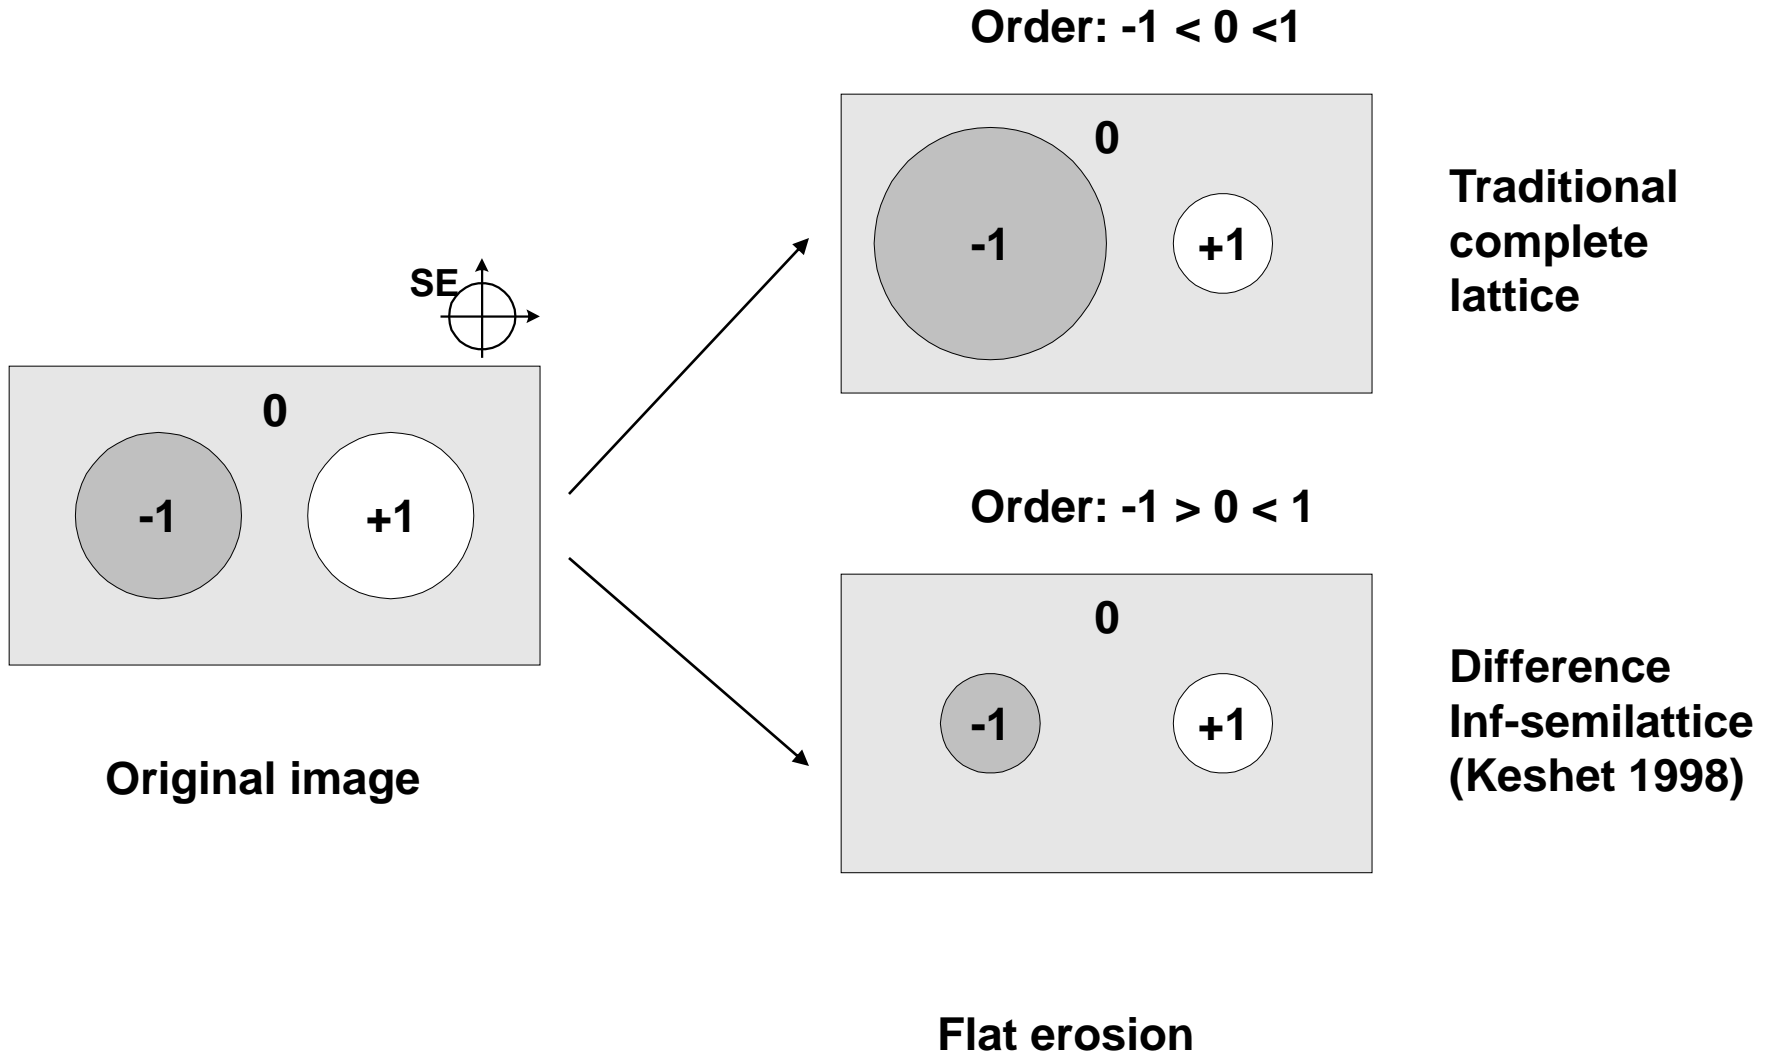 Order: -1 < 0 <1
0
-1
+1
Traditional
complete
lattice
SE
0
-1
+1
Original image
Order: -1 > 0 < 1
0
-1
+1
Difference
Inf-semilattice
(Keshet 1998)
Flat erosion